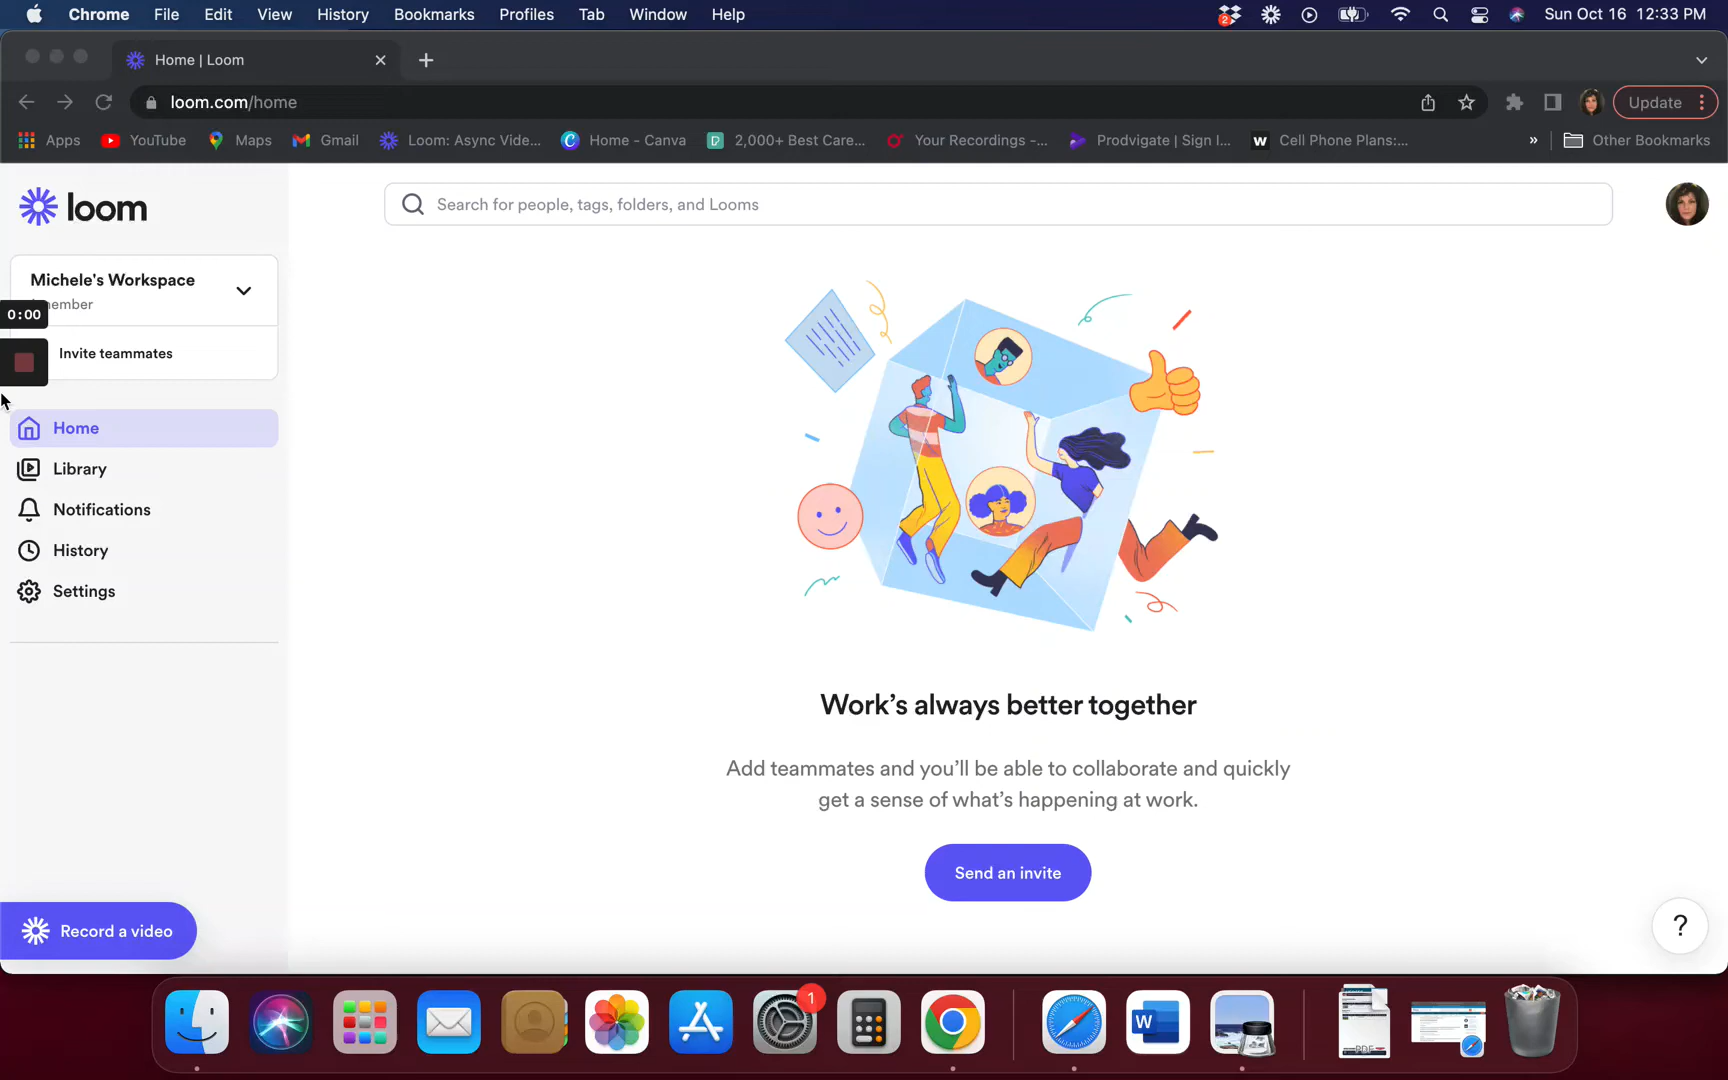 Chrome File Edit View History Bookmarks Profiles Tab Window Help 2 Sun Oct 16 12:33 PM
Home | Loom
loom.com/home Update
Apps YouTube Maps Gmail Loom: Async Vide... Home - Canva 2,000+ Best Care... Your Recordings -... Prodvigate | Sign I... Cell Phone Plans:... » Other Bookmarks
loom
Search for people, tags, folders, and Looms
Michele's Workspace
member
0:00
Invite teammates
Home
Library
Notifications
History
Settings
Work's always better together
Add teammates and you'll be able to collaborate and quickly
get a sense of what's happening at work.
Send an invite
Record a video
?
1
W
PDF